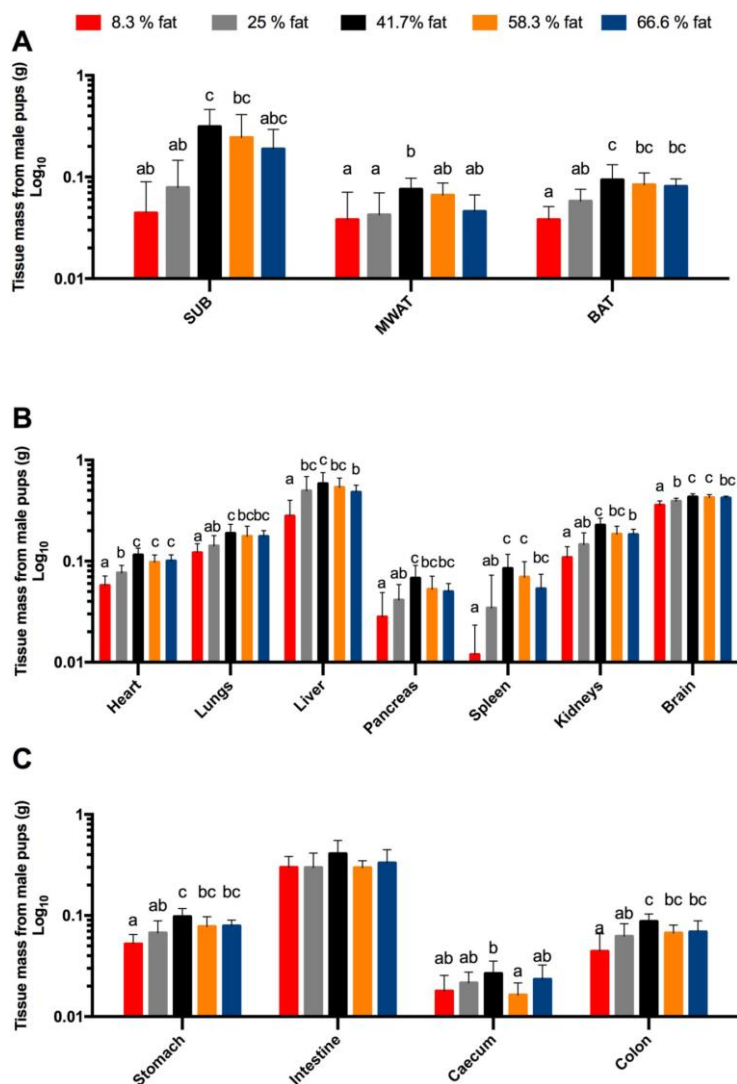 8.3 % fat 25 % fat 41.7% fat 58.3 % fat 66.6 % fat
A
Tissue mass from male pups (g)
Log10
1
0.1
0.01
ab ab c bc abc
a a b ab ab
a ab c bc bc
SUB MWAT BAT
B
Tissue mass from male pups (g)
Log10
1
0.1
0.01
a b c c c
a ab c bc bc
a bc c bc b
a ab c bc bc
a a c c bc
a ab c bc b
a b c c bc
Heart Lungs Liver Pancreas Spleen Kidneys Brain
C
Tissue mass from male pups (g)
Log10
1
0.1
0.01
a ab c bc bc
ab ab b a ab
a ab c bc bc
Stomach Intestine Caecum Colon